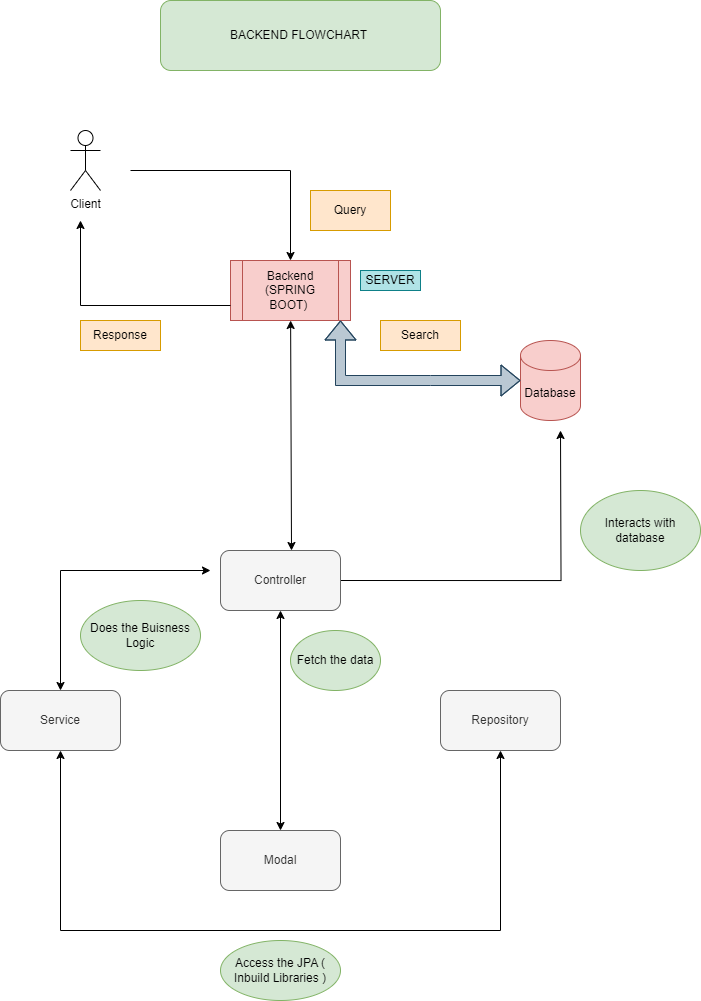 BACKEND FLOWCHART
Client
Query
Backend
(SPRING
BOOT)
SERVER
Response
Search
Database
Interacts with
database
Controller
Does the Buisness
Logic
Fetch the data
Service
Repository
Modal
Access the JPA (
Inbuild Libraries )